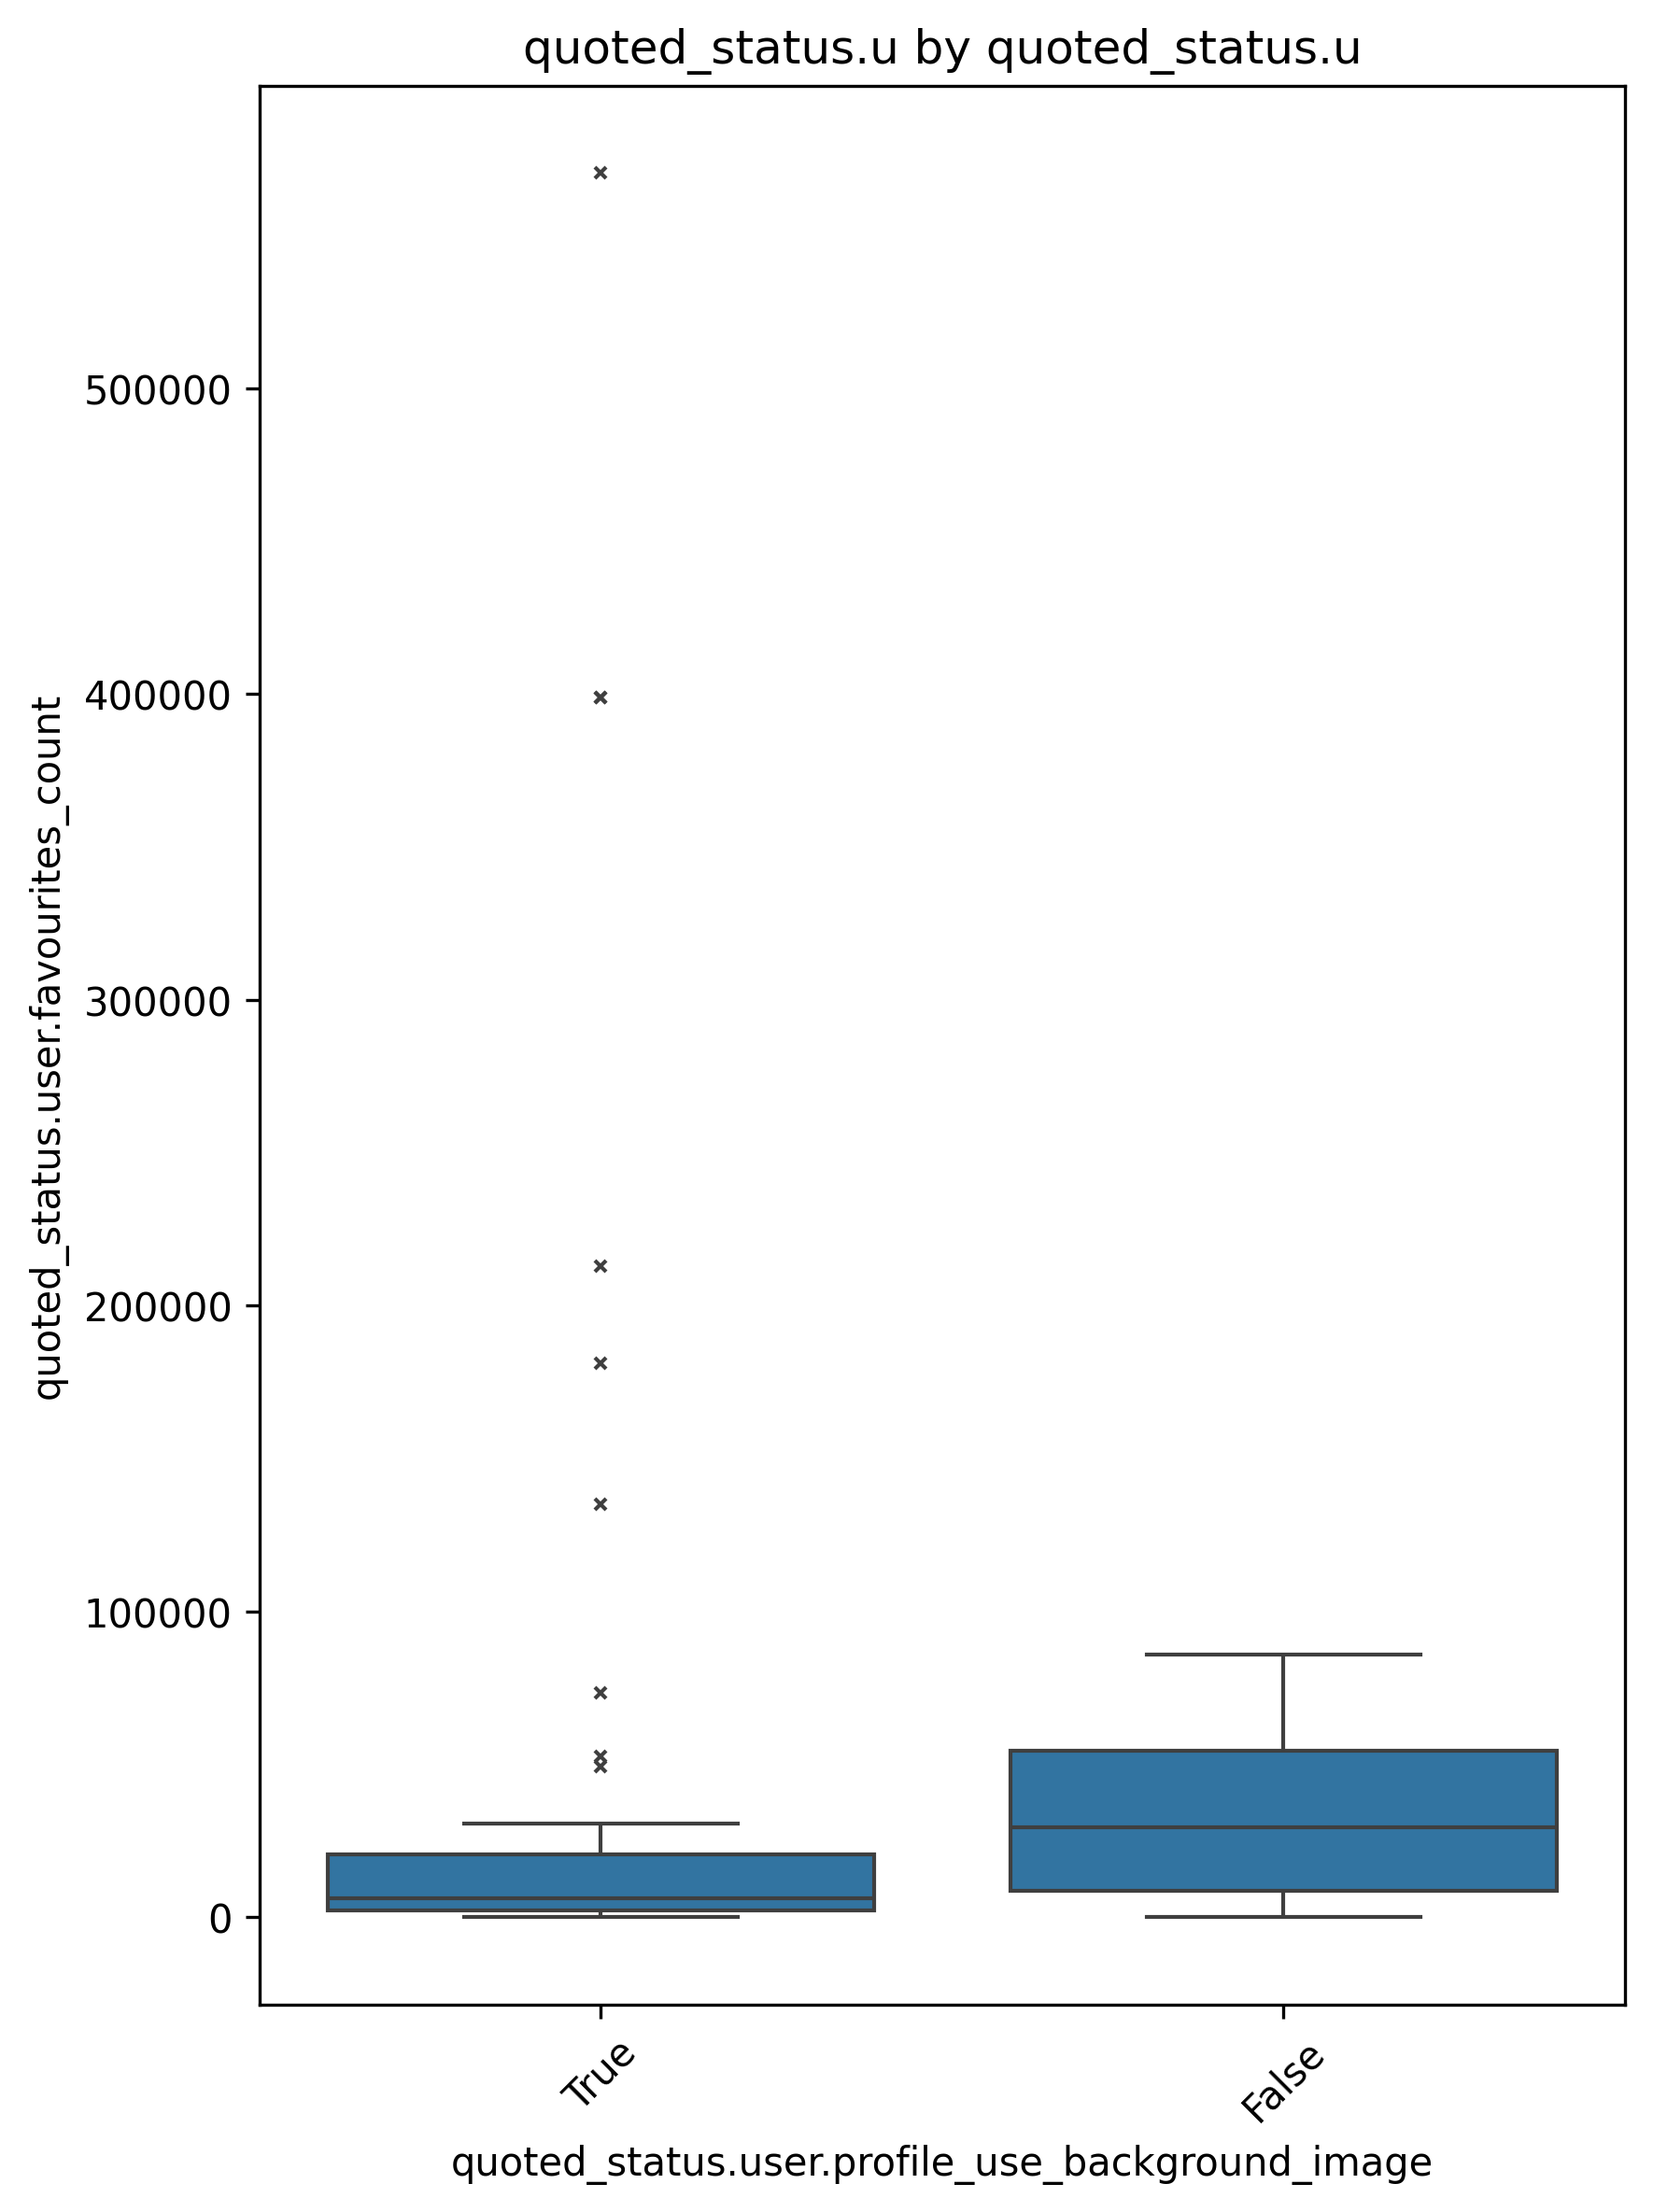 quoted_status.u by quoted_status.u
quoted_status.user.favourites_count
500000
400000
300000
200000
100000
0
True
False
quoted_status.user.profile_use_background_image